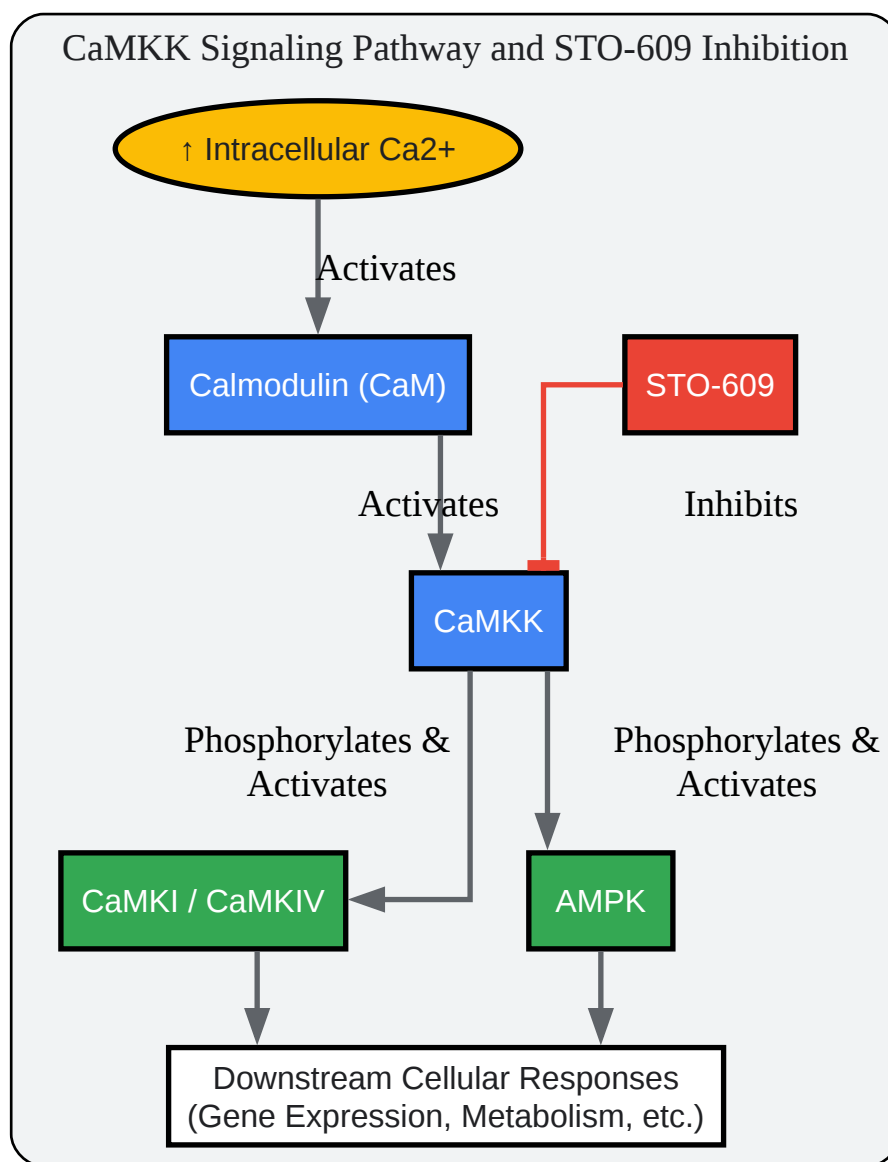 CaMKK Signaling Pathway and STO-609 Inhibition
↑ Intracellular Ca2+
Activates
Calmodulin (CaM)
STO-609
Activates
Inhibits
CaMKK
Phosphorylates &
Activates
Phosphorylates &
Activates
CaMKI / CaMKIV
AMPK
Downstream Cellular Responses
(Gene Expression, Metabolism, etc.)